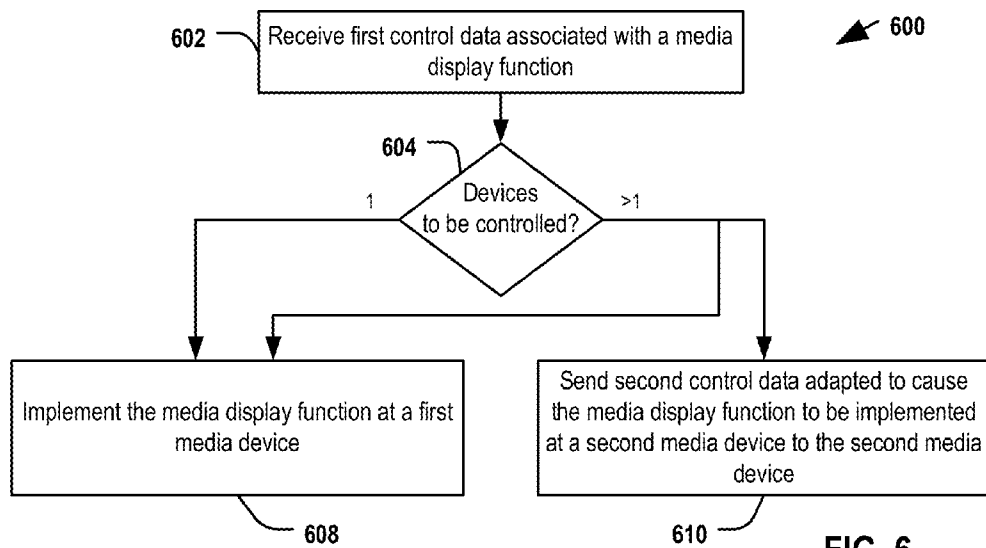 600
602
Receive first control data associated with a media
display function
604
Devices
to be controlled?
1
>1
Implement the media display function at a first
media device
Send second control data adapted to cause
the media display function to be implemented
at a second media device to the second media
device
608
610
FIG. 6